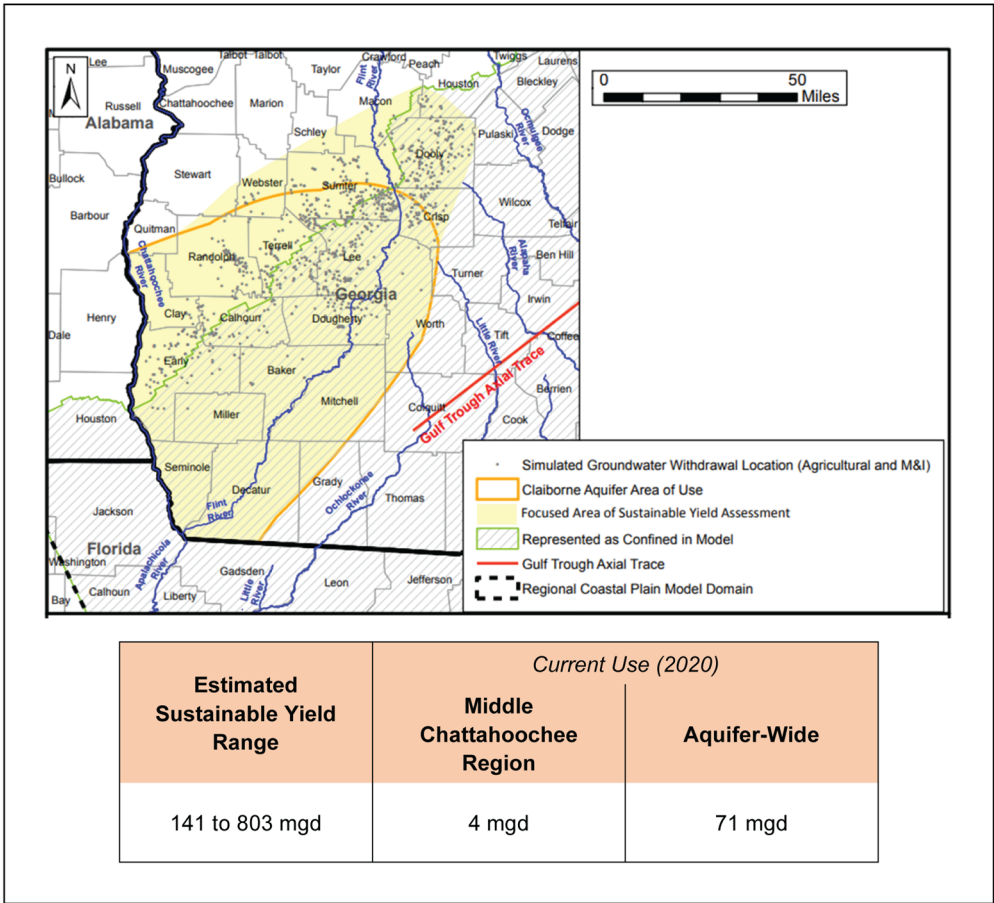 N
Lee
Talbot
Talbot
Crawford
Twiggs
Laurens
Muscogee
Taylor
Peach
Flint
River
Houston
Bleckley
0
50
Miles
Russell
Chattahoochee
Marion
Macon
Alabama
Schley
Ocmulgee
River
Pulaski
Dodge
Dooly
Bullock
Stewart
Webster
Sumter
Barbour
Quitman
Crisp
Wilcox
Telfair
Chattahoochee
River
Randolph
Terrell
Lee
Alapaha
River
Ben Hill
Turner
Georgia
Irwin
Henry
Clay
Calhoun
Dougherty
Worth
Little River
Tift
Coffee
Dale
Early
Baker
Gulf Trough Axial Trace
Berrien
Houston
Miller
Mitchell
Colquitt
Cook
Seminole
Decatur
Grady
Ochlockonee
River
Thomas
Flint
River
Jackson
Florida
Washington
Apalachicola
River
Gadsden
Little
River
Leon
Jefferson
Calhoun
Bay
Liberty
Simulated Groundwater Withdrawal Location (Agricultural and M&I)
Claiborne Aquifer Area of Use
Focused Area of Sustainable Yield Assessment
Represented as Confined in Model
Gulf Trough Axial Trace
Regional Coastal Plain Model Domain
Estimated
Sustainable Yield
Range
Current Use (2020)
Middle
Chattahoochee
Region
Aquifer-Wide
141 to 803 mgd
4 mgd
71 mgd